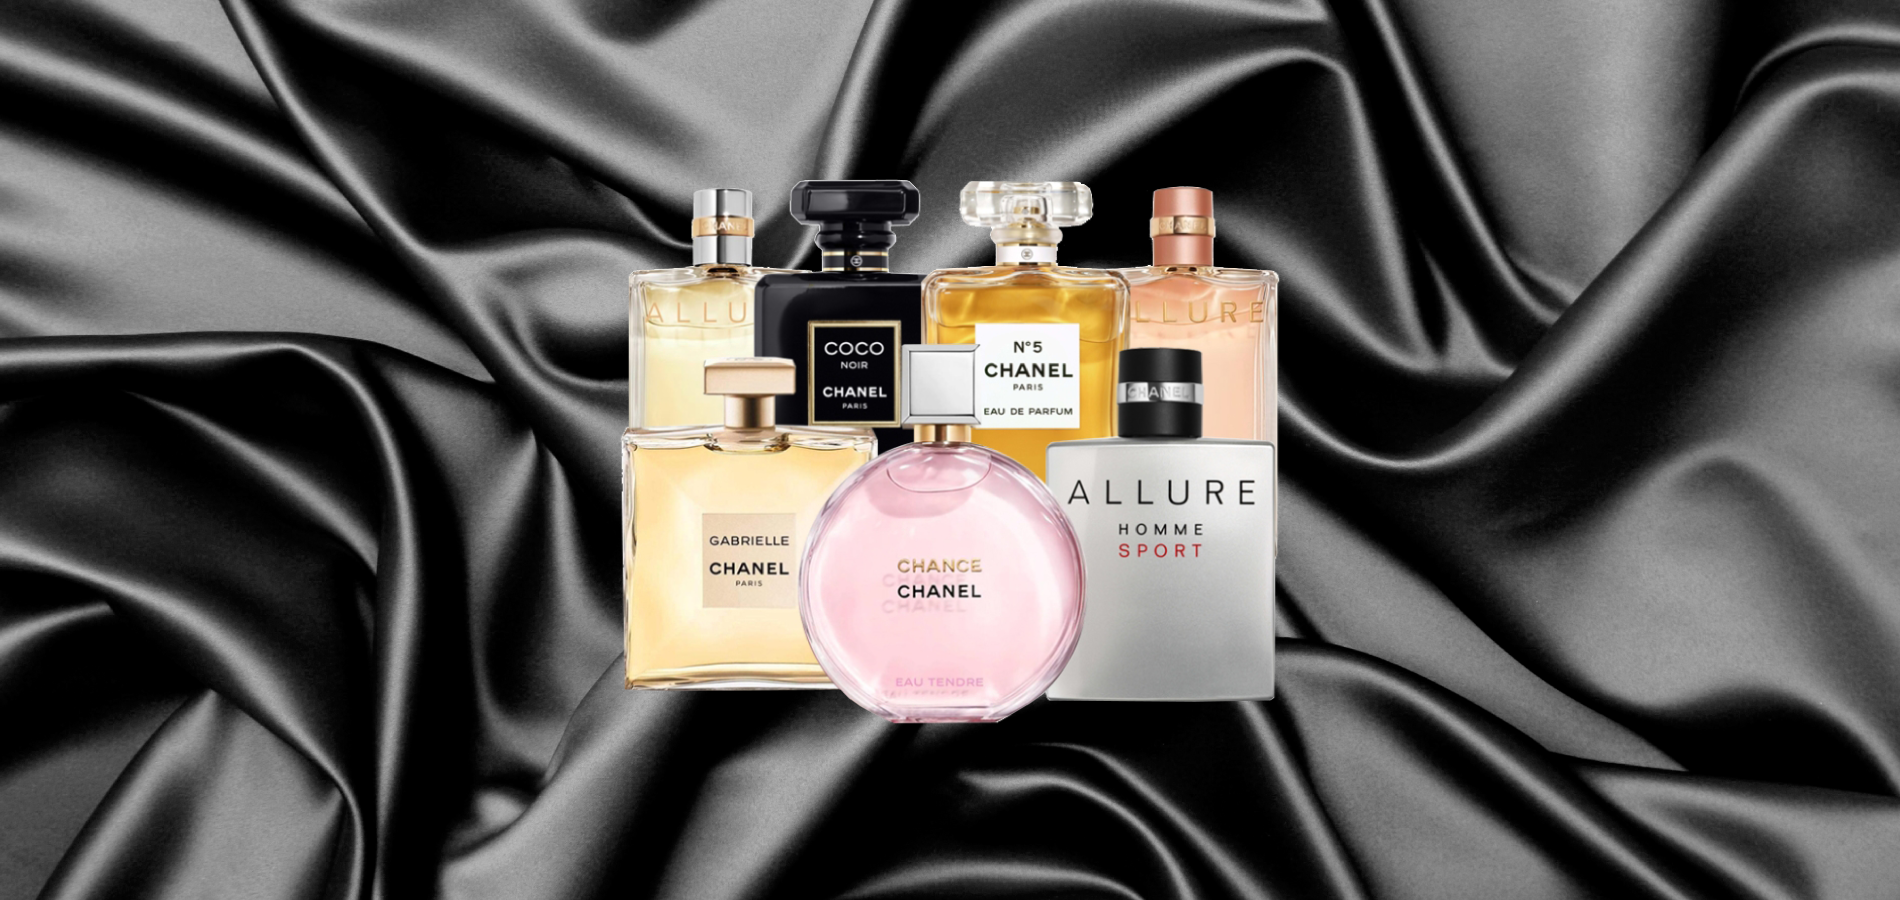 CHANEL
ALLU
COCO
NOIR
CHANEL
PARIS
N°5
CHANEL
PARIS
EAU DE PARFUM
LLURE
GABRIELLE
CHANEL
PARIS
CHANCE
CHANEL
EAU TENDRE
CHANEL
ALLURE
HOMME
SPORT